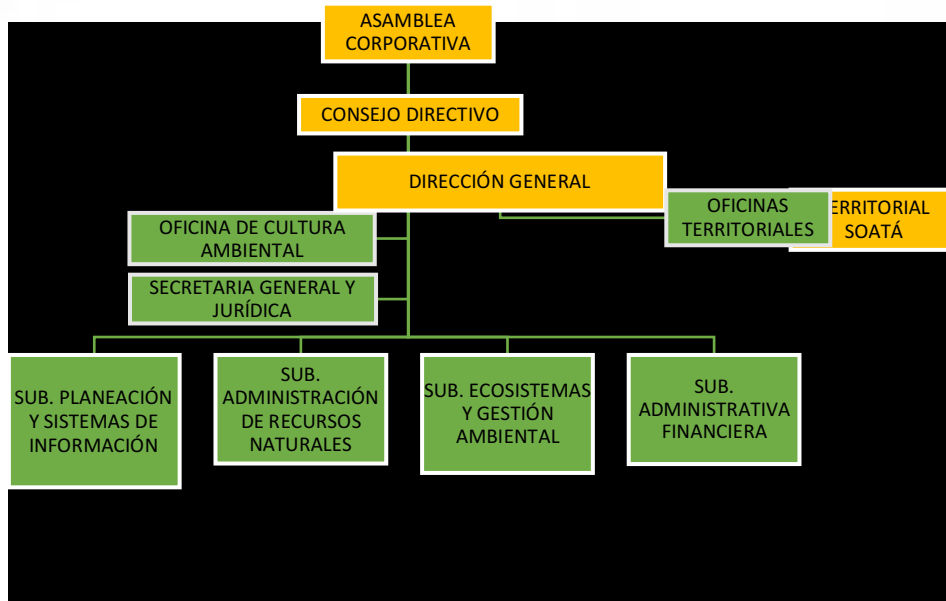 ASAMBLEA
CORPORATIVA
CONSEJO DIRECTIVO
DIRECCIÓN GENERAL
OFICINAS
TERRITORIALES
ERRITORIAL
SOATÁ
OFICINA DE CULTURA
AMBIENTAL
SECRETARIA GENERAL Y
JURÍDICA
SUB. PLANEACIÓN
Y SISTEMAS DE
INFORMACIÓN
SUB.
ADMINISTRACIÓN
DE RECURSOS
NATURALES
SUB. ECOSISTEMAS
Y GESTIÓN
AMBIENTAL
SUB.
ADMINISTRATIVA
FINANCIERA